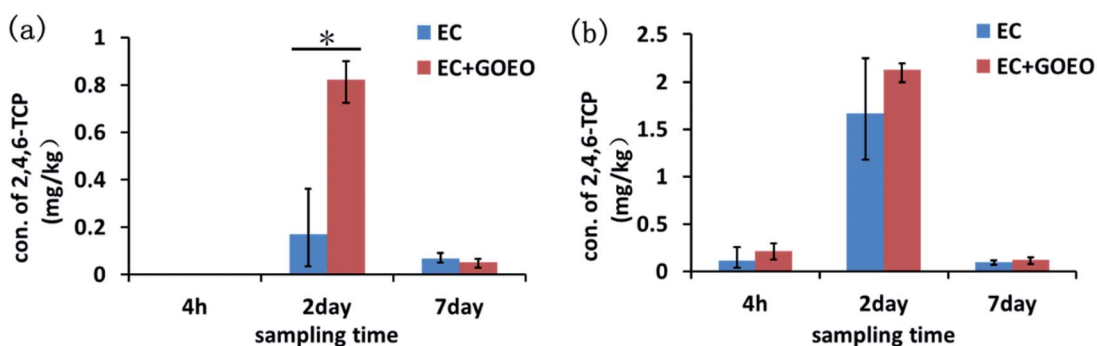 (a)
con. of 2,4,6-TCP
(mg/kg)
1
0.8
0.6
0.4
0.2
0
*
EC
EC+GOEO
4h 2day 7day
sampling time
(b)
con. of 2,4,6-TCP
(mg/kg)
2.5
2
1.5
1
0.5
0
EC
EC+GOEO
4h 2day 7day
sampling time